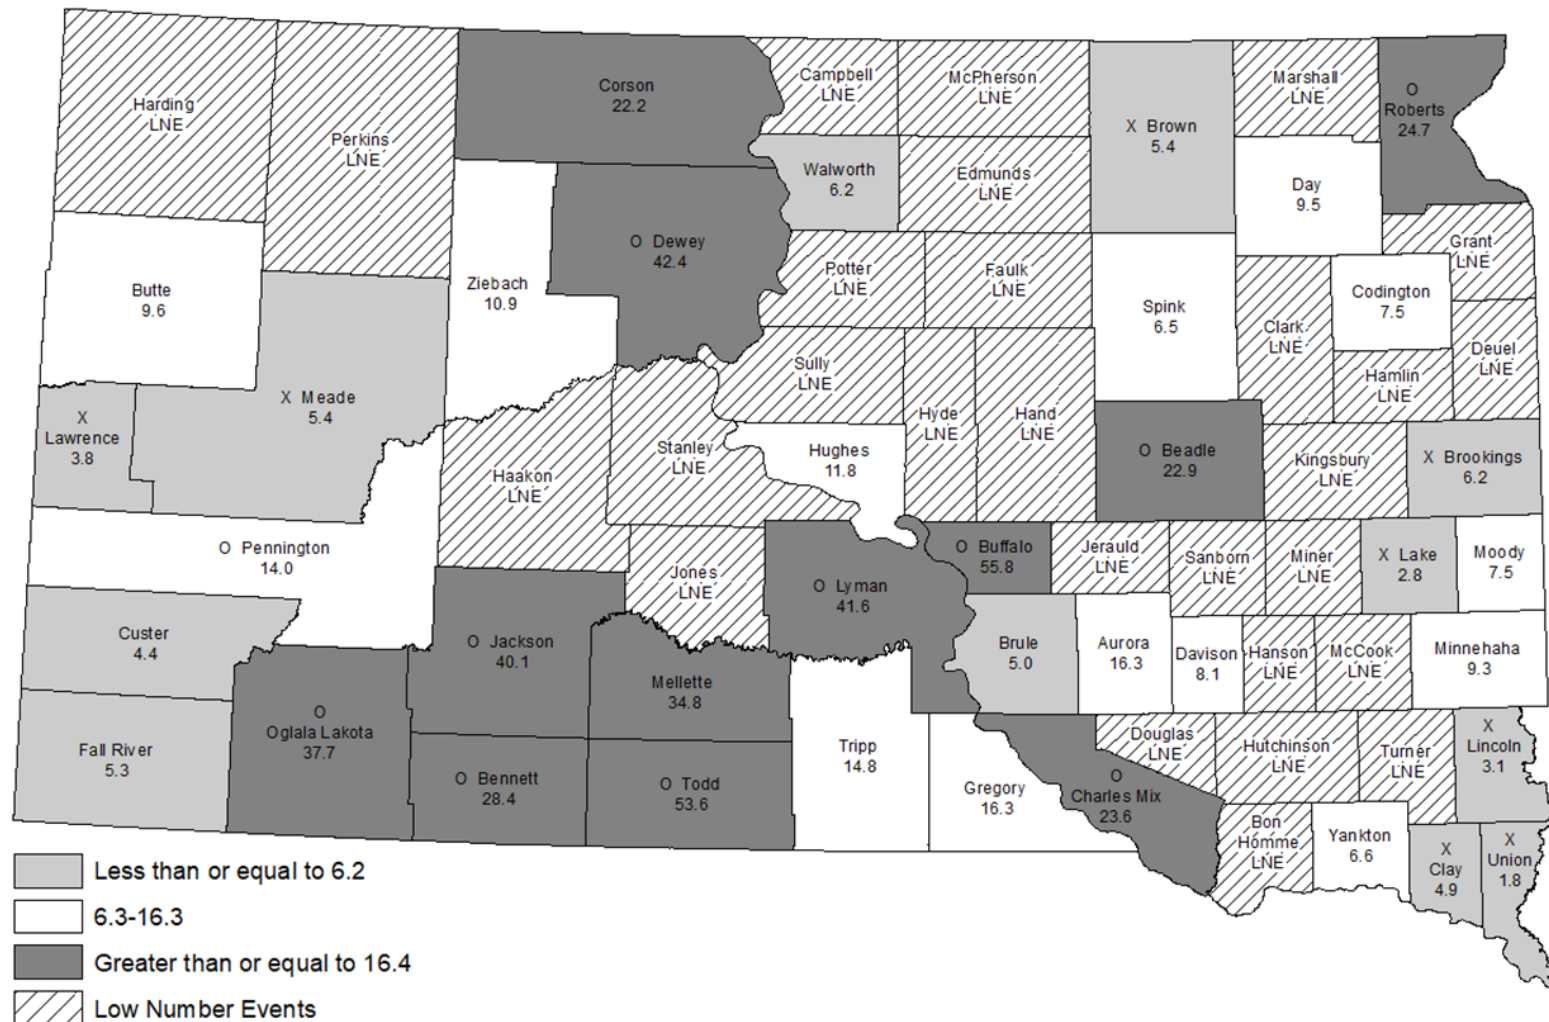 Harding
LNE
Perkins
LNE
Corson
22.2
Campbell
LNE
McPherson
LNE
X Brown
5.4
Marshall
LNE
O
Roberts
24.7
Walworth
6.2
Edmunds
LNE
Day
9.5
Grant
LNE
Butte
9.6
Ziebach
10.9
O Dewey
42.4
Potter
LNE
Faulk
LNE
Spink
6.5
Clark
LNE
Codington
7.5
Deuel
LNE
Hamlin
LNE
X
Lawrence
3.8
X Meade
5.4
Sully
LNE
Hyde
LNE
Hand
LNE
Haakon
LNE
Stanley
LNE
Hughes
11.8
O Beadle
22.9
Kingsbury
LNE
X Brookings
6.2
O Pennington
14.0
Jones
LNE
O Lyman
41.6
O Buffalo
55.8
Jerauld
LNE
Sanborn
LNE
Miner
LNE
X Lake
2.8
Moody
7.5
Custer
4.4
O Jackson
40.1
Mellette
34.8
Brule
5.0
Aurora
16.3
Davison
8.1
Hanson
LNE
McCook
LNE
Minnehaha
9.3
Fall River
5.3
O
Oglala Lakota
37.7
O Bennett
28.4
O Todd
53.6
Tripp
14.8
Gregory
16.3
O
Charles Mix
23.6
Douglas
LNE
Hutchinson
LNE
Turner
LNE
X
Lincoln
3.1
Bon
Homme
LNE
Yankton
6.6
X
Clay
4.9
X
Union
1.8
Less than or equal to 6.2
6.3-16.3
Greater than or equal to 16.4
Low Number Events